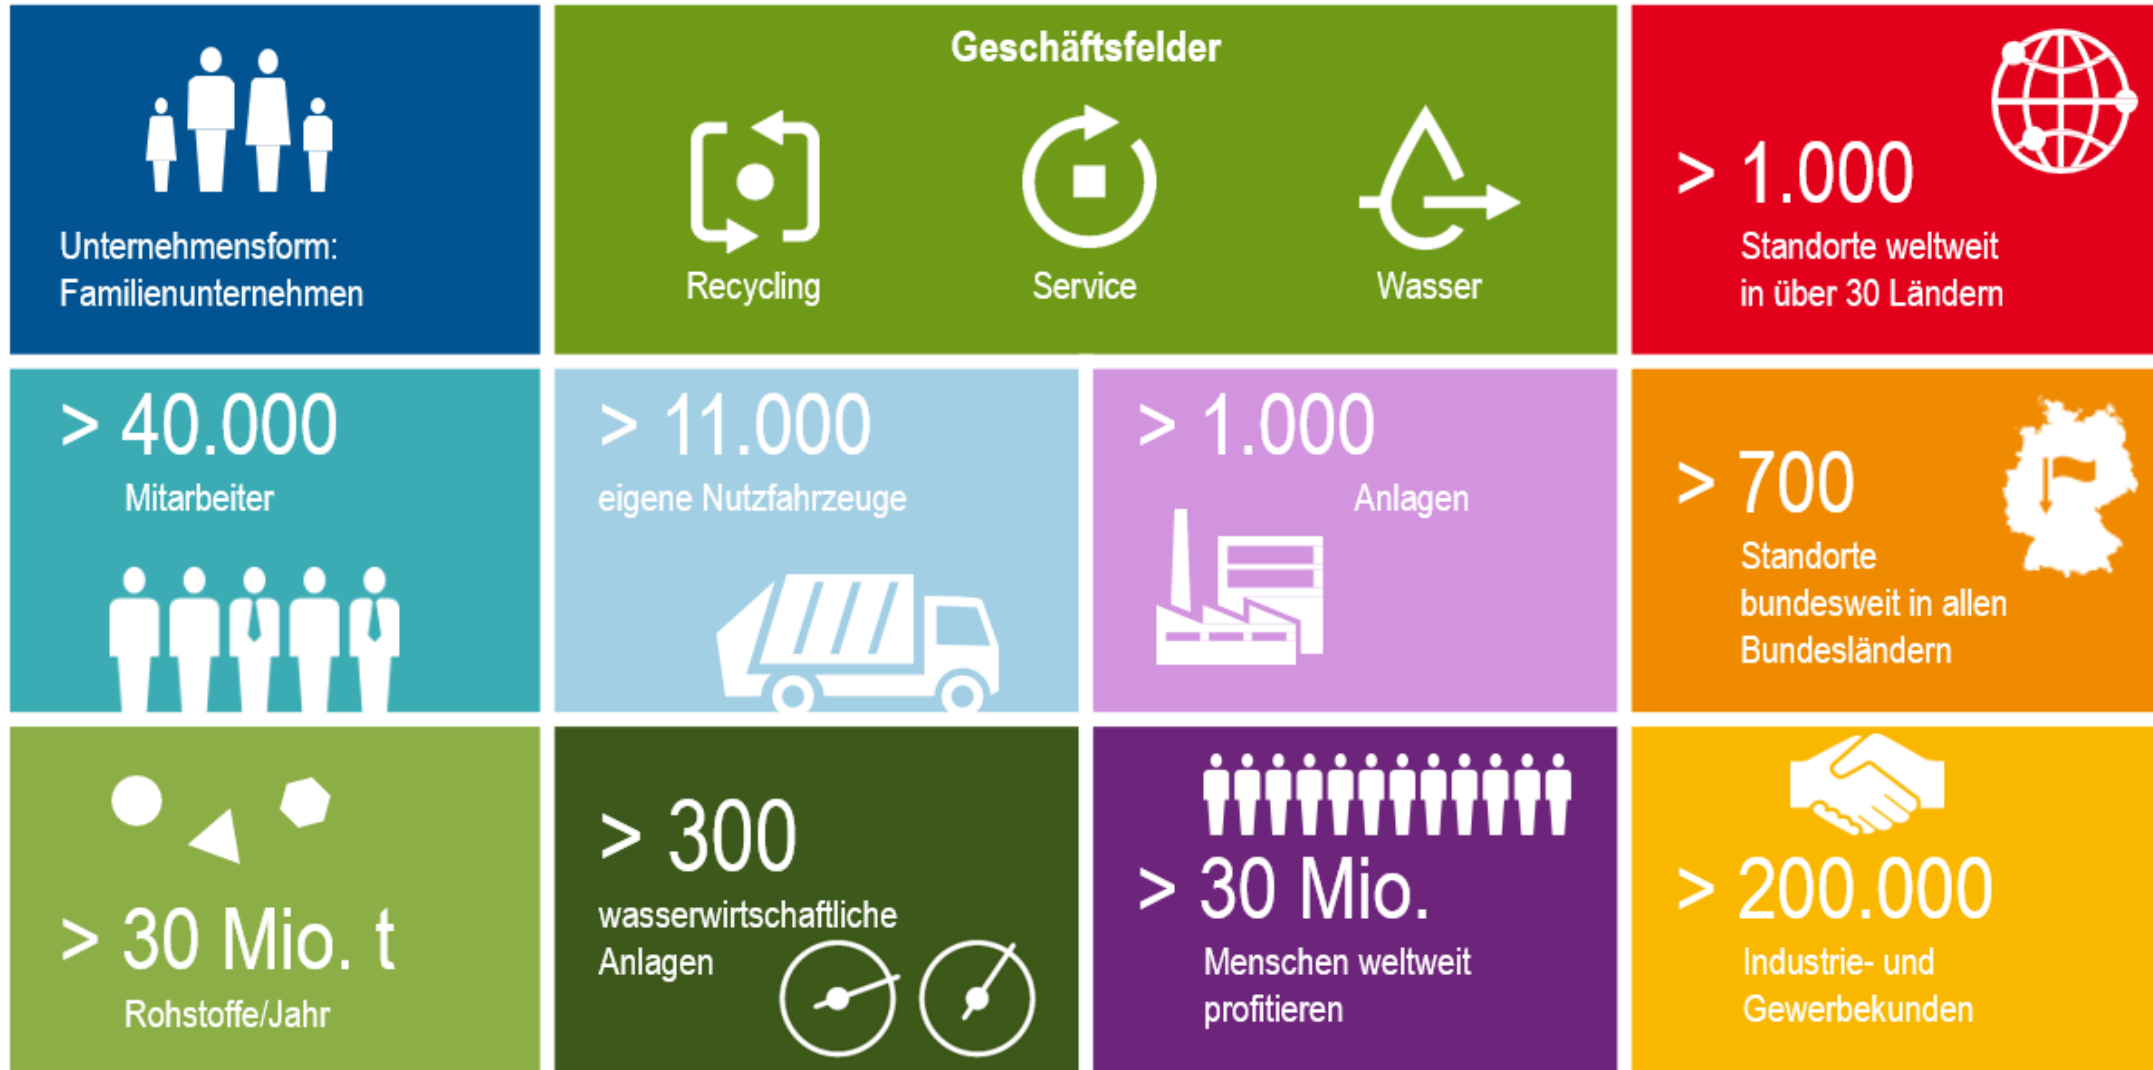 Unternehmensform:
Familienunternehmen
Geschäftsfelder
Recycling
Service
Wasser
> 1.000
Standorte weltweit
in über 30 Ländern
> 40.000
Mitarbeiter
> 11.000
eigene Nutzfahrzeuge
> 1.000
Anlagen
> 700
Standorte
bundesweit in allen
Bundesländern
> 30 Mio. t
Rohstoffe/Jahr
> 300
wasserwirtschaftliche
Anlagen
> 30 Mio.
Menschen weltweit
profitieren
> 200.000
Industrie- und
Gewerbekunden